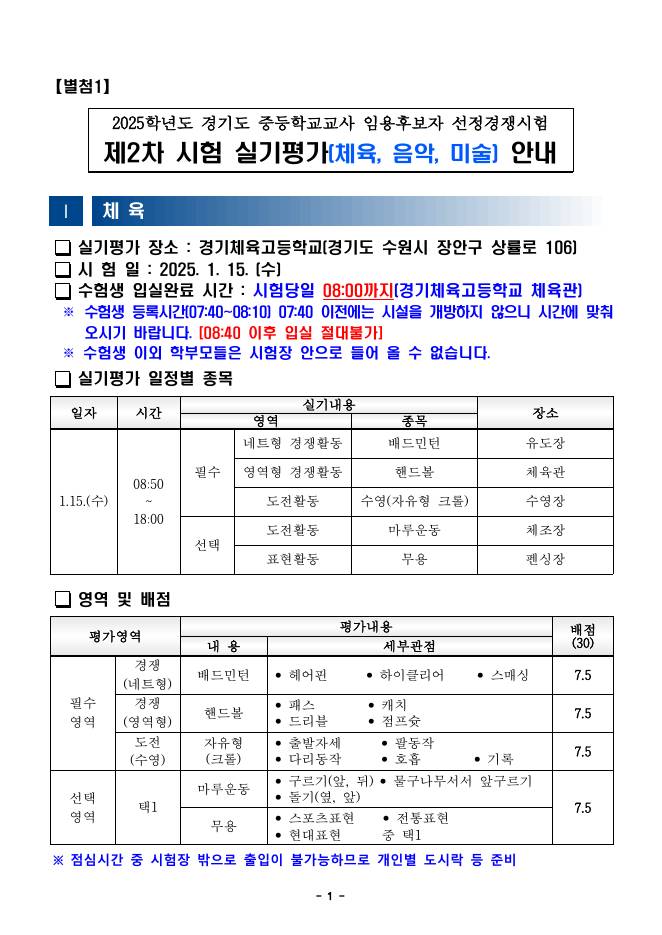 【별첨1】
2025학년도 경기도 중등학교교사 임용후보자 선정경쟁시험
제2차 시험 실기평가(체육, 음악, 미술) 안내
Ⅰ 체 육
❏ 실기평가 장소 : 경기체육고등학교(경기도 수원시 장안구 상률로 106)
❏ 시 험 일 : 2025. 1. 15. (수)
❏ 수험생 입실완료 시간 : 시험당일 08:00까지(경기체육고등학교 체육관)
※ 수험생 등록시간(07:40~08:10) 07:40 이전에는 시설을 개방하지 않으니 시간에 맞춰
오시기 바랍니다. [08:40 이후 입실 절대불가]
※ 수험생 이외 학부모들은 시험장 안으로 들어 올 수 없습니다.
❏ 실기평가 일정별 종목
일자 시간 실기내용 장소
영역 종목
1.15.(수) 08:50 ~ 18:00 필수 네트형 경쟁활동 배드민턴 유도장
영역형 경쟁활동 핸드볼 체육관
도전활동 수영(자유형 크롤) 수영장
선택 도전활동 마루운동 체조장
표현활동 무용 펜싱장
❏ 영역 및 배점
평가영역 평가내용 배점 (30)
내 용 세부관점
필수 영역 경쟁 (네트형) 배드민턴 • 헤어핀 • 하이클리어 • 스매싱 7.5
경쟁 (영역형) 핸드볼 • 패스 • 캐치 7.5
• 드리블 • 점프슛
도전 (수영) 자유형 (크롤) • 출발자세 • 팔동작 7.5
• 다리동작 • 호흡 • 기록
선택 영역 택1 마루운동 • 구르기(앞, 뒤) • 물구나무서서 앞구르기 7.5
• 돌기(옆, 앞)
무용 • 스포츠표현 • 전통표현
• 현대표현 중 택1
※ 점심시간 중 시험장 밖으로 출입이 불가능하므로 개인별 도시락 등 준비
- 1 -